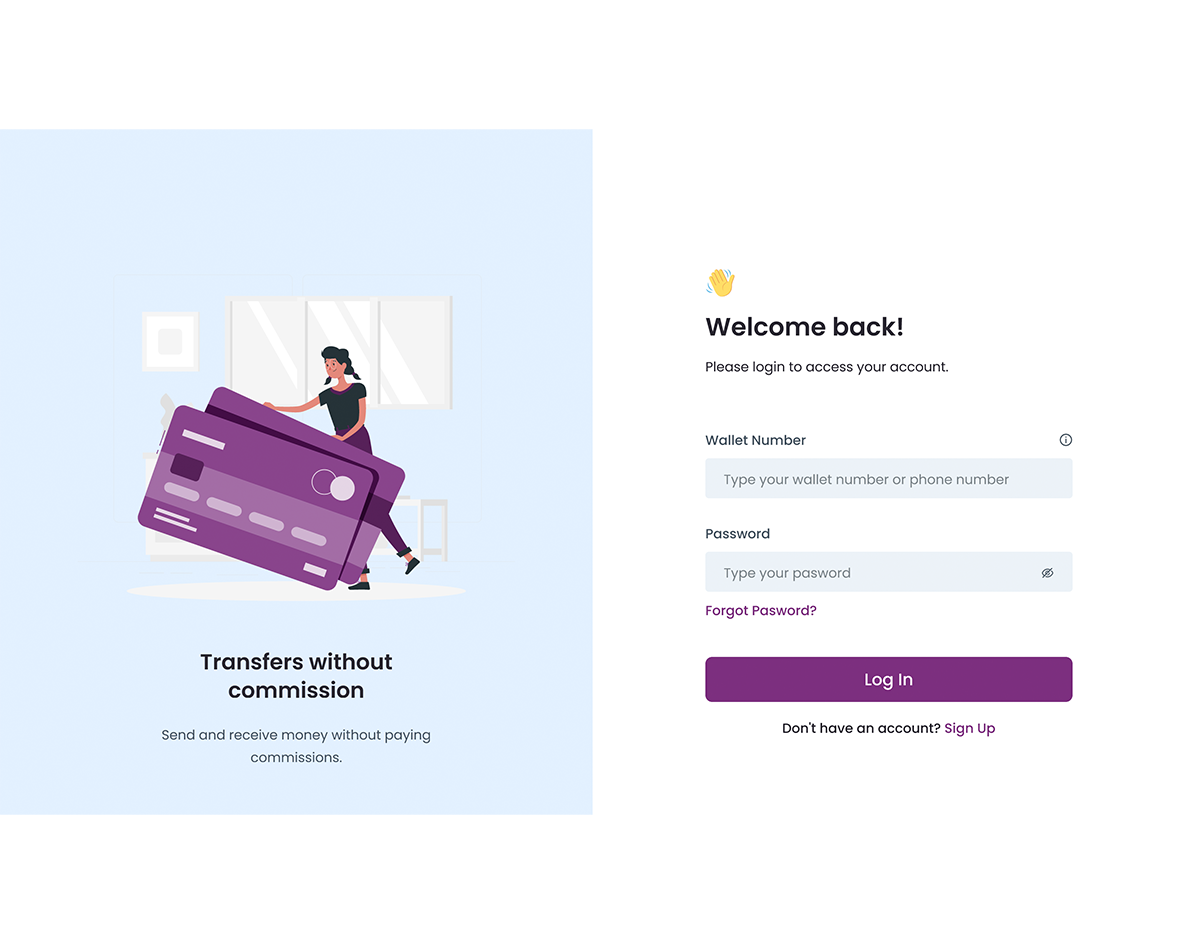 Transfers without
commission
Send and receive money without paying
commissions.
Welcome back!
Please login to access your account.
Wallet Number
Type your wallet number or phone number
Password
Type your pasword
Forgot Pasword?
Log In
Don't have an account? Sign Up